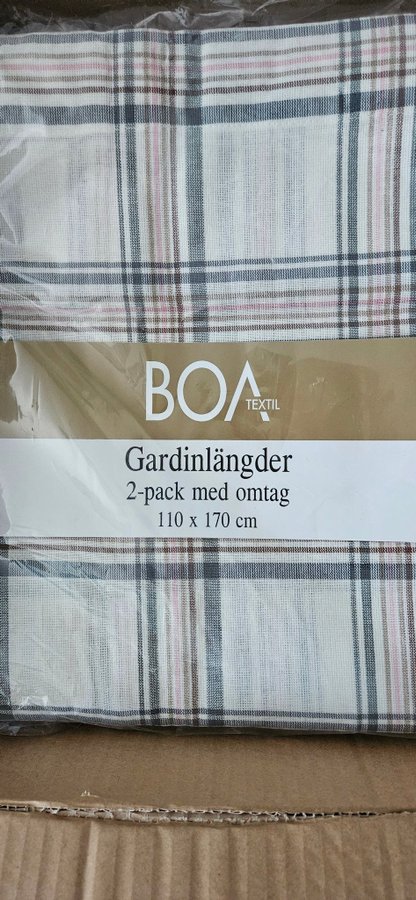 BOA
TEXTIL
Gardinlängder
2-pack med omtag
110 x 170 cm